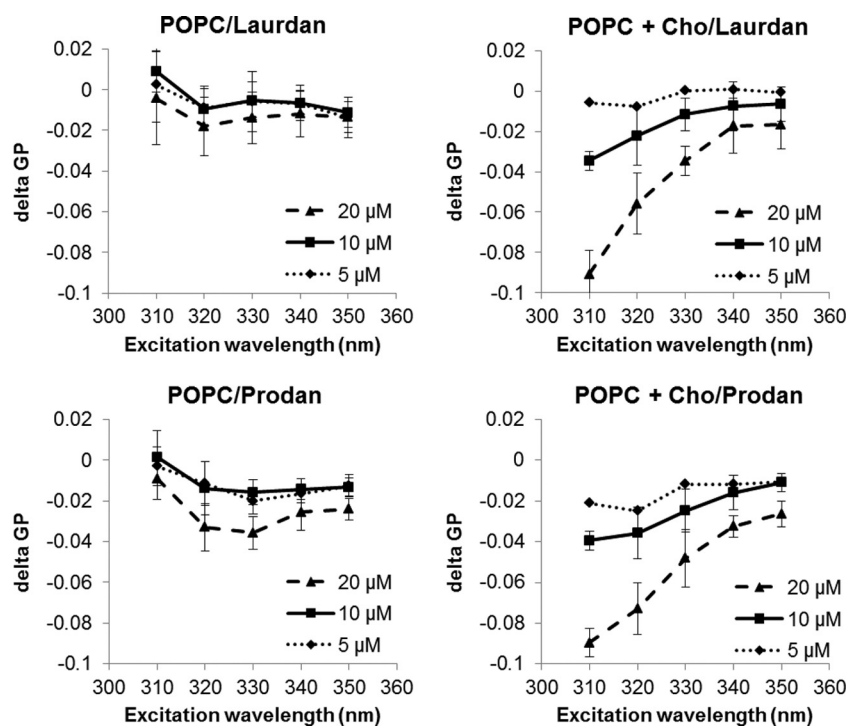 POPC/Laurdan
0.02
0
-0.02
-0.04
-0.06
-0.08
-0.1
delta GP
20 µM
10 µM
5 µM
300 310 320 330 340 350 360
Excitation wavelength (nm)
POPC + Cho/Laurdan
0.02
0
-0.02
-0.04
-0.06
-0.08
-0.1
delta GP
20 µM
10 µM
5 µM
300 310 320 330 340 350 360
Excitation wavelength (nm)
POPC/Prodan
0.02
0
-0.02
-0.04
-0.06
-0.08
-0.1
delta GP
20 µM
10 µM
5 µM
300 310 320 330 340 350 360
Excitation wavelength (nm)
POPC + Cho/Prodan
0.02
0
-0.02
-0.04
-0.06
-0.08
-0.1
delta GP
20 µM
10 µM
5 µM
300 310 320 330 340 350 360
Excitation wavelength (nm)